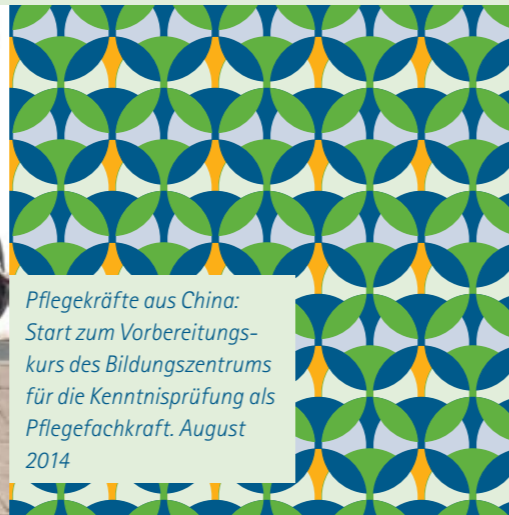 Pflegekräfte aus China:
Start zum Vorbereitungs-
kurs des Bildungszentrums
für die Kenntnisprüfung als
Pflegefachkraft. August
2014